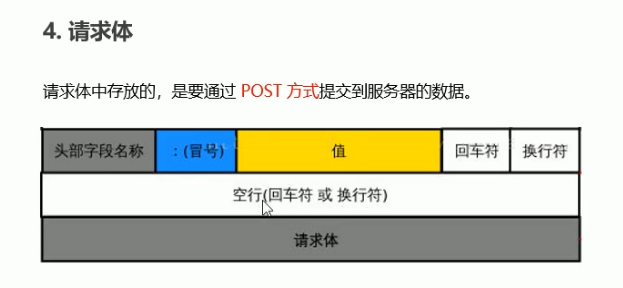 4. 请求体
请求体中存放的，是要通过 POST 方式提交到服务器的数据。
头部字段名称 ：(冒号) 值 回车符 换行符
空行(回车符 或 换行符)
请求体